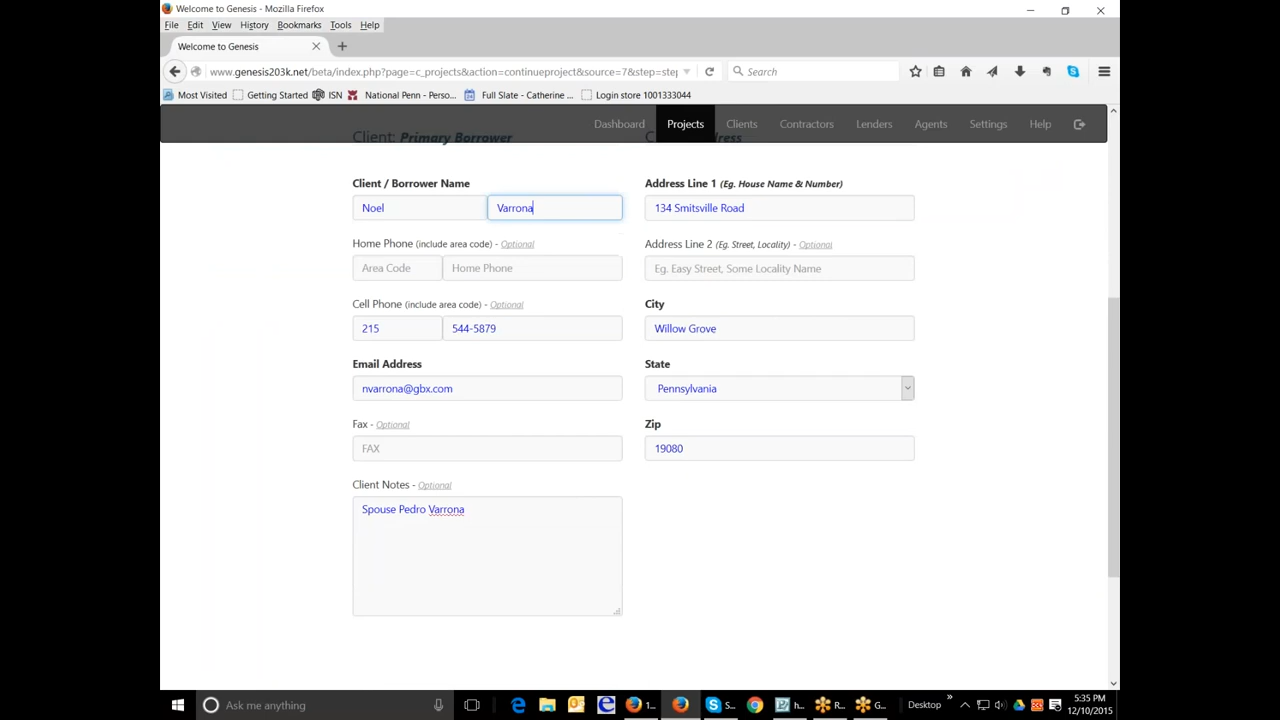 Welcome to Genesis - Mozilla Firefox
File Edit View History Bookmarks Tools Help
Welcome to Genesis
www.genesis203k.net/beta/index.php?page=c_projects&action=continueproject&source=7&step=step
Search
Most Visited Getting Started ISN National Penn - Perso... Full Slate - Catherine ... Login store 1001333044
Dashboard Projects Clients Contractors Lenders Agents Settings Help
Client: Primary Borrower
Client / Borrower Name
Noel Varrona
Home Phone (include area code) - Optional
Area Code Home Phone
Cell Phone (include area code) - Optional
215 544-5879
Email Address
nvarrona@gbx.com
Fax - Optional
FAX
Client Notes - Optional
Spouse Pedro Varrona
Address Line 1 (Eg. House Name & Number)
134 Smitsville Road
Address Line 2 (Eg. Street, Locality) - Optional
Eg. Easy Street, Some Locality Name
City
Willow Grove
State
Pennsylvania
Zip
19080
Ask me anything
1... S... h... R... G... Desktop
5:35 PM
12/10/2015